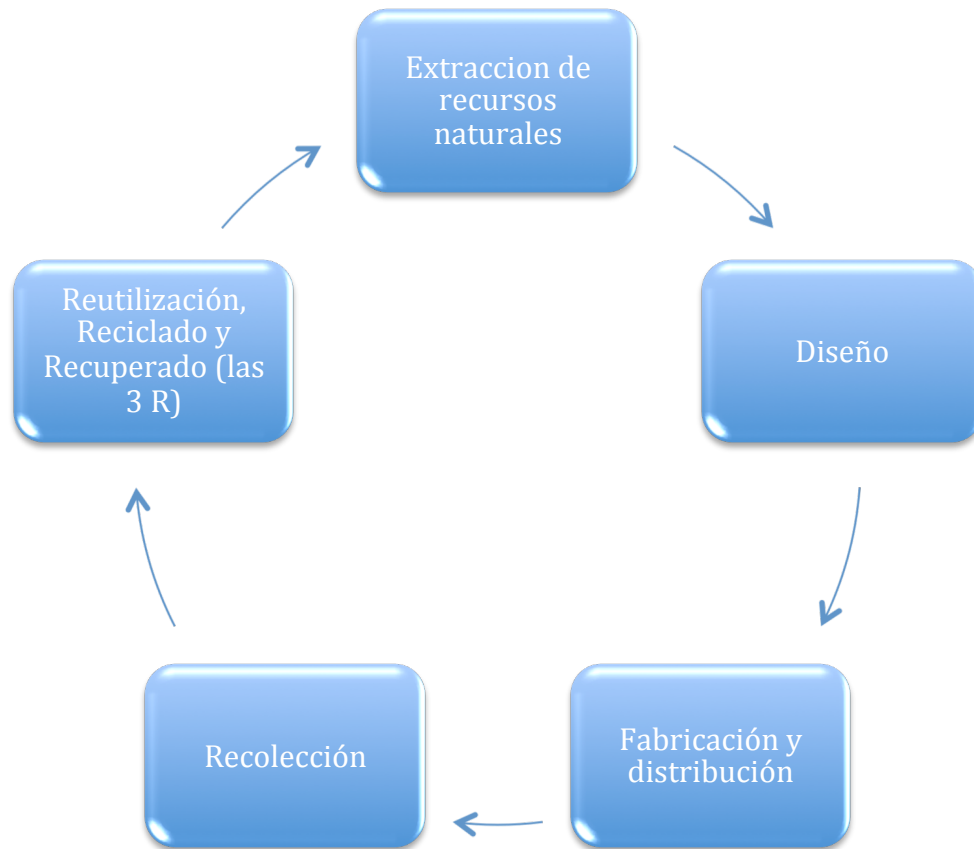 Extraccion de
recursos
naturales
Diseño
Fabricación y
distribución
Recolección
Reutilización,
Reciclado y
Recuperado (las
3 R)